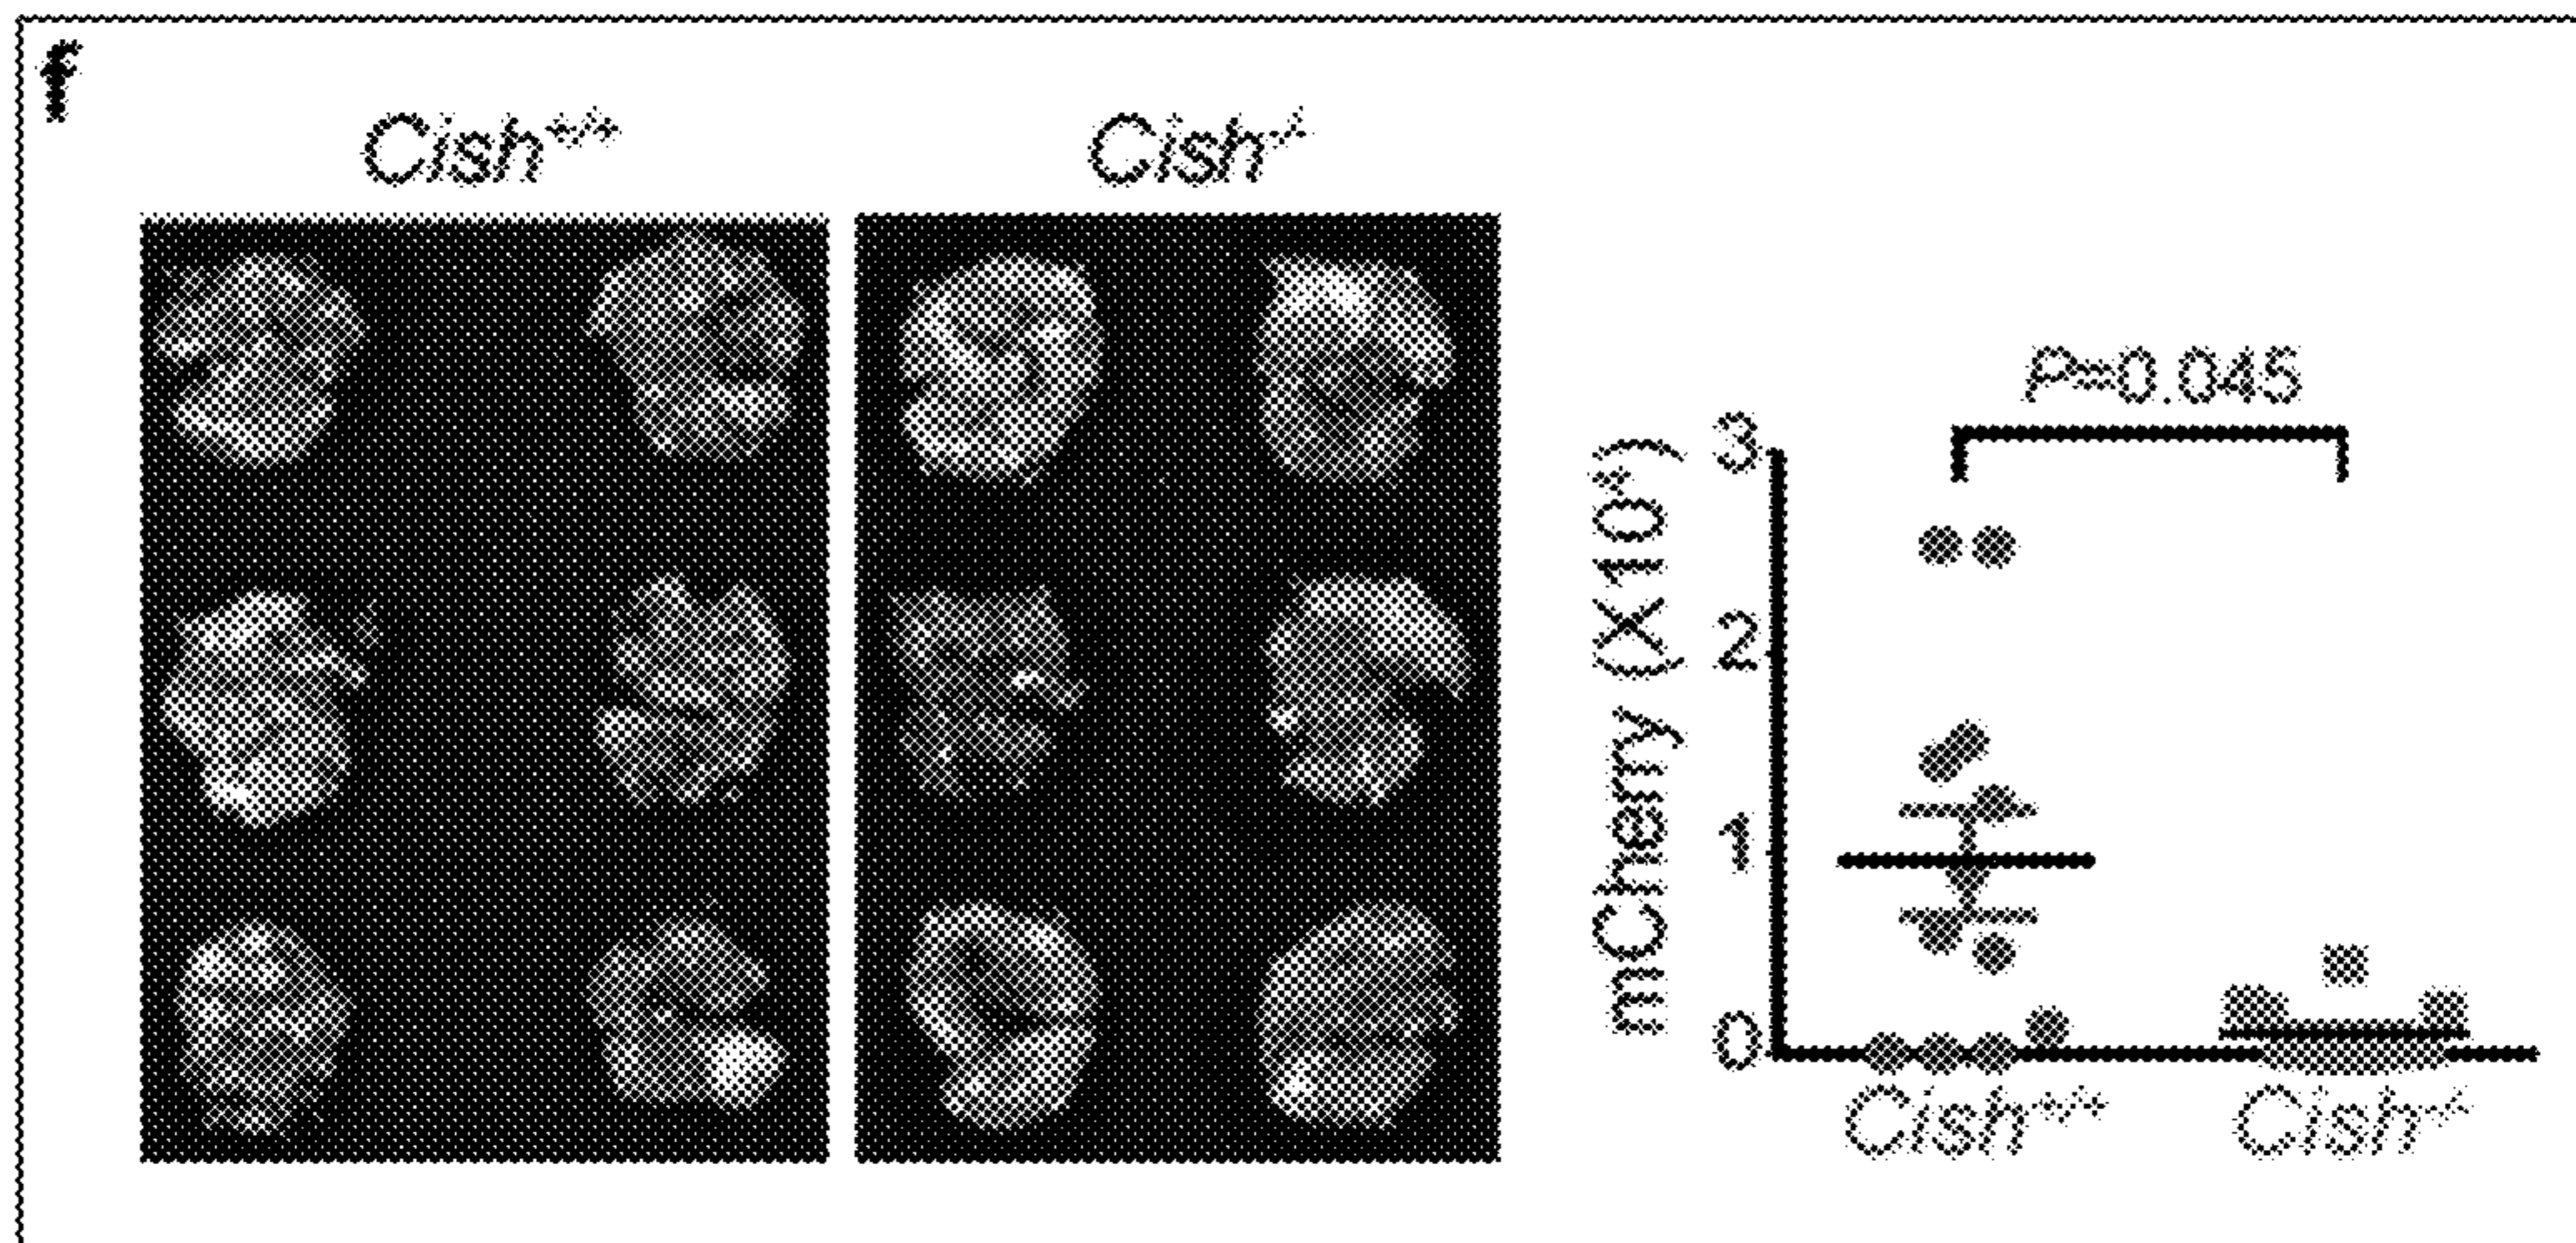 f
Cish+/+
Cish-/-
P=0.045
mCherry (X10⁴)
3
2
1
0
Cish+/+
Cish-/-